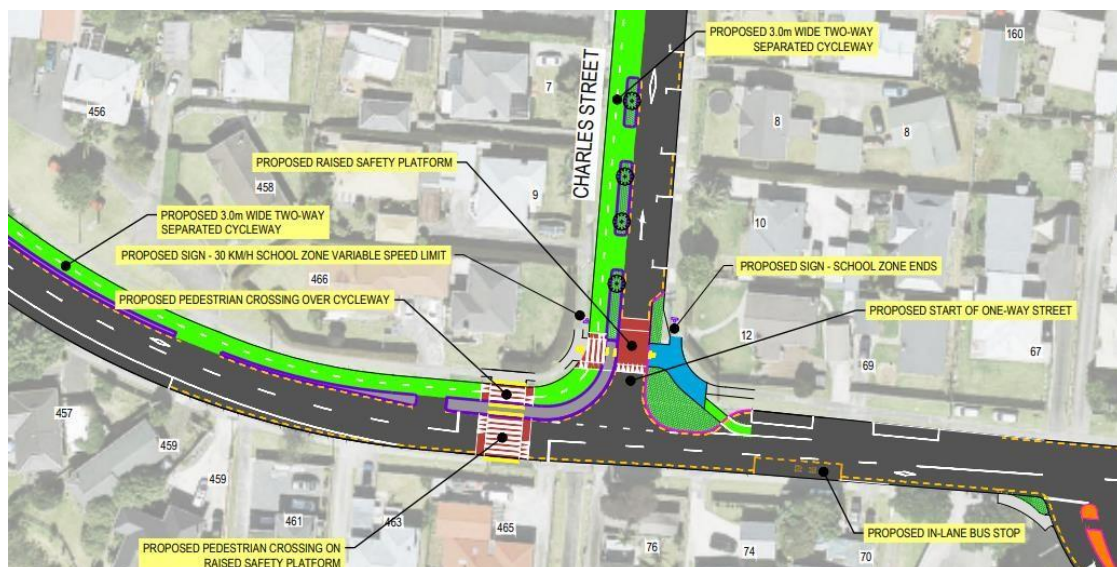 160
PROPOSED 3.0m WIDE TWO-WAY
SEPARATED CYCLEWAY
7
456
CHARLES STREET
8
8
PROPOSED RAISED SAFETY PLATFORM
458
9
PROPOSED 3.0m WIDE TWO-WAY
SEPARATED CYCLEWAY
10
PROPOSED SIGN - 30 KM/H SCHOOL ZONE VARIABLE SPEED LIMIT
PROPOSED SIGN - SCHOOL ZONE ENDS
466
PROPOSED PEDESTRIAN CROSSING OVER CYCLEWAY
PROPOSED START OF ONE-WAY STREET
12
69
67
457
459
459
461
463
465
76
74
70
PROPOSED IN-LANE BUS STOP
PROPOSED PEDESTRIAN CROSSING ON
RAISED SAFETY PLATFORM